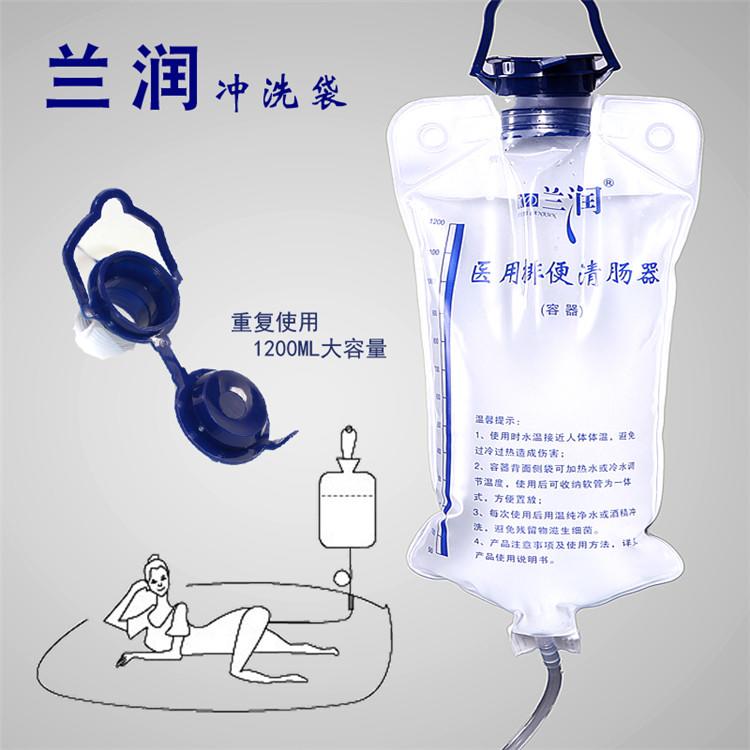 兰润冲洗袋
兰润®
1200
医用排便清肠器
(容器)
重复使用
1200ML大容量
温馨提示：
1、使用时水温接近人体体温，避免
过冷过热造成伤害；
2、容器背面侧袋可加热水或冷水调
节温度，使用后可收纳软管为一体
式，方便置放；
3、每次使用后用温纯净水或酒精冲
洗，避免残留物滋生细菌。
4、产品注意事项及使用方法，详见
产品使用说明书。